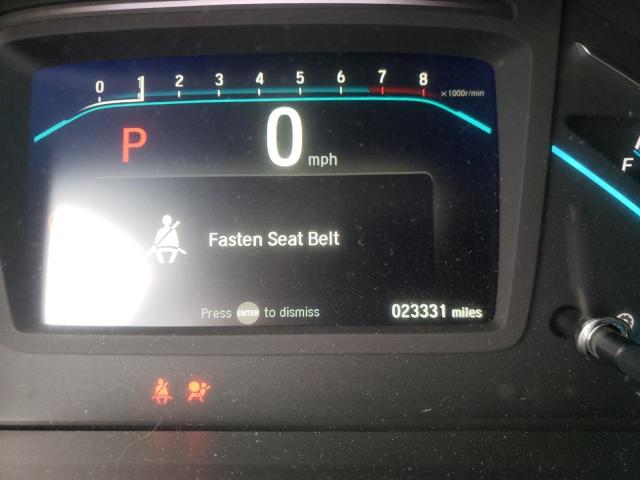 0 1 2 3 4 5 6 7 8
×1000r/min
P 0 mph
F
Fasten Seat Belt
Press ENTER to dismiss
023331 miles